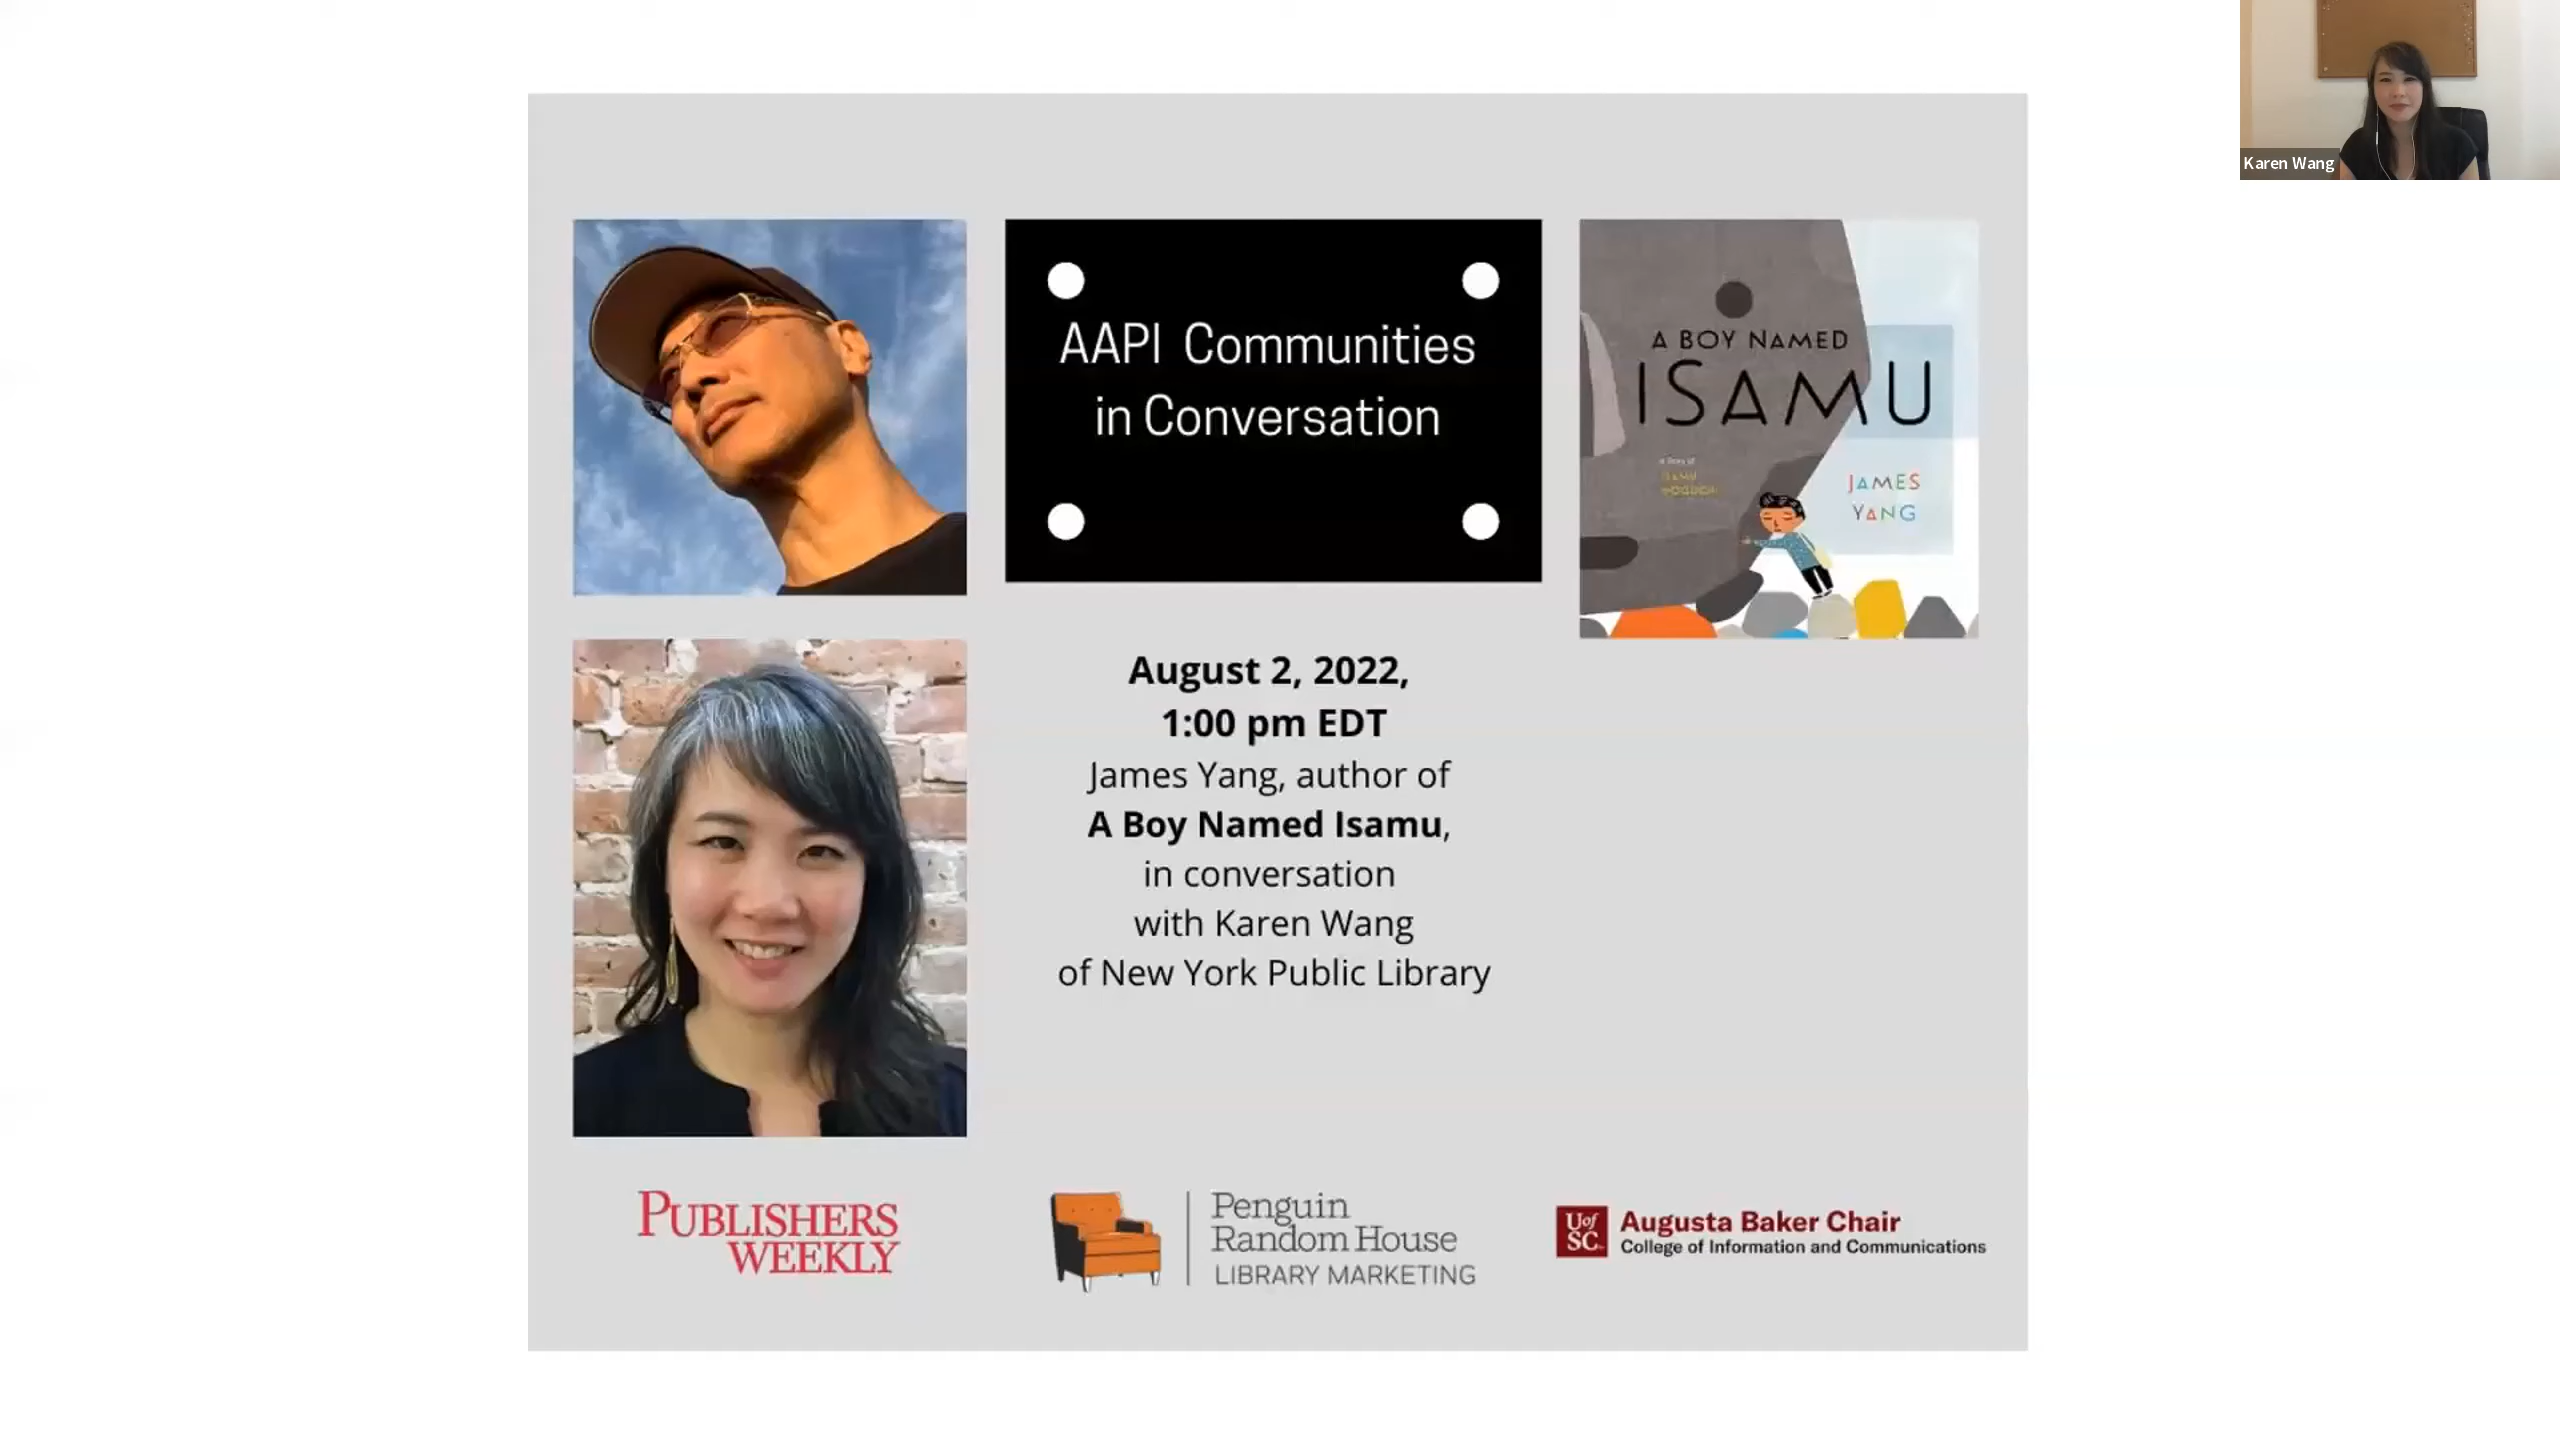 Karen Wang
AAPI Communities
in Conversation
A BOY NAMED
ISAMU
JAMES
YANG
August 2, 2022,
1:00 pm EDT
James Yang, author of
A Boy Named Isamu,
in conversation
with Karen Wang
of New York Public Library
PUBLISHERS
WEEKLY
Penguin
Random House
LIBRARY MARKETING
U of
SC
Augusta Baker Chair
College of Information and Communications